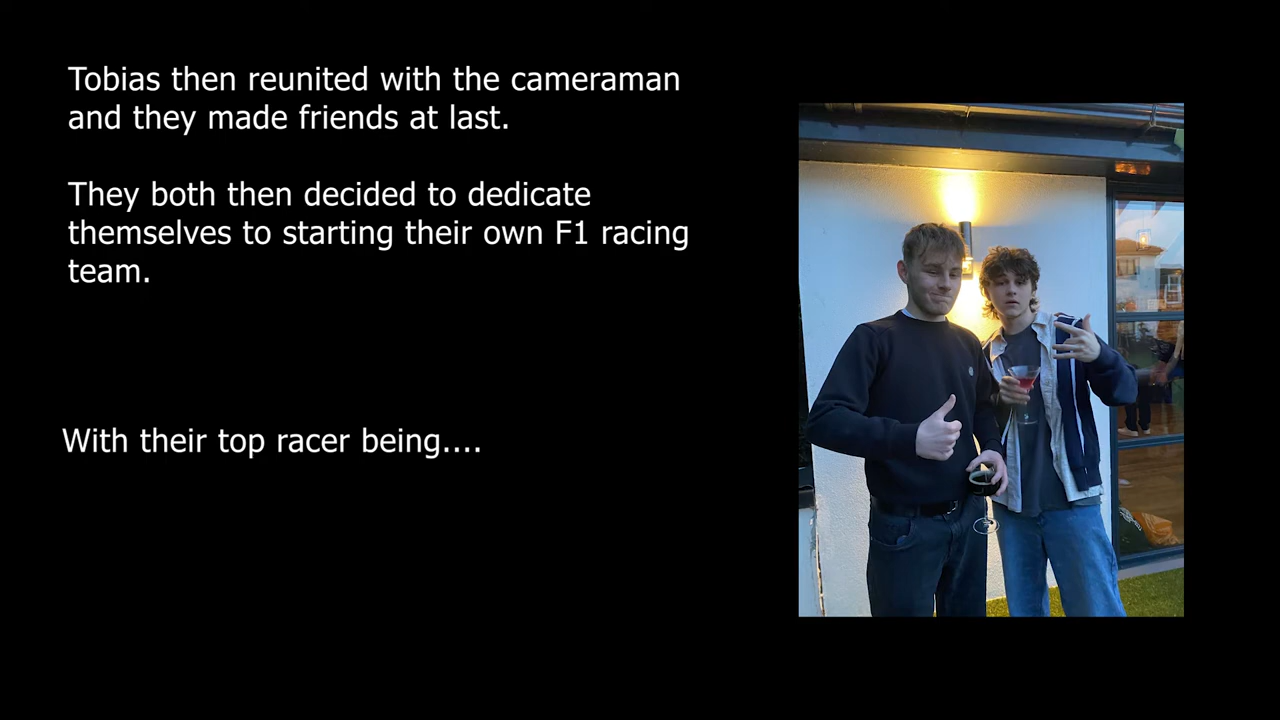 Tobias then reunited with the cameraman
and they made friends at last.
They both then decided to dedicate
themselves to starting their own F1 racing
team.
With their top racer being....